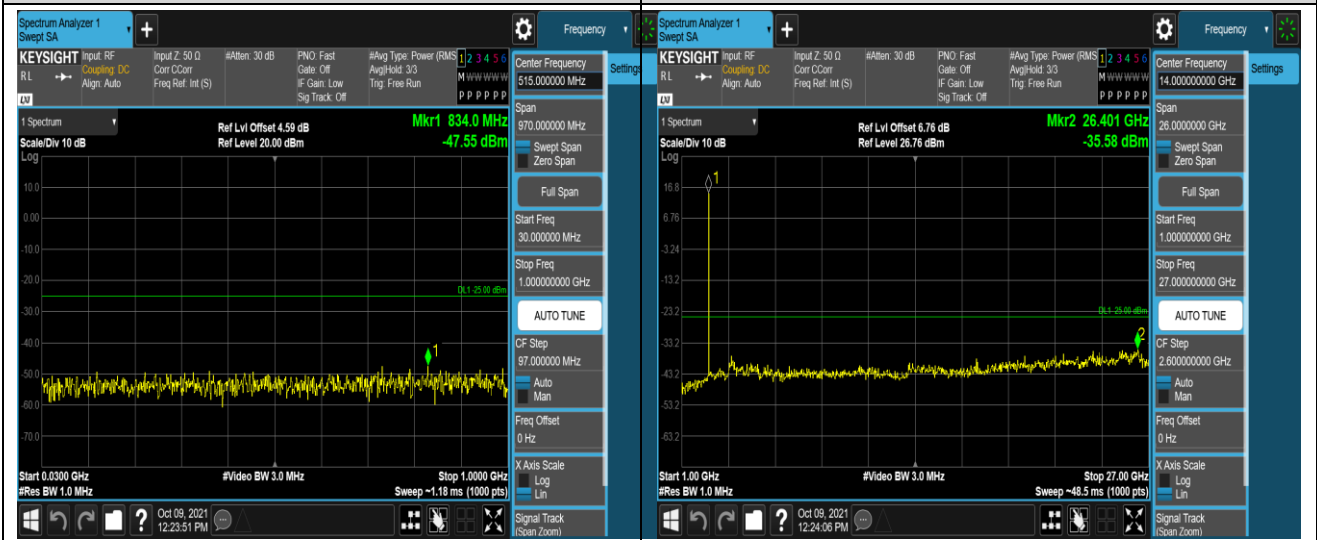 Spectrum Analyzer 1
Swept SA
+
Frequency
KEYSIGHT
Input: RF
Coupling: DC
Align: Auto
Input Z: 50 Ω
Corr CCorr
Freq Ref: Int (S)
#Atten: 30 dB
PNO: Fast
Gate: Off
IF Gain: Low
Sig Track: Off
#Avg Type: Power (RMS
Avg|Hold: 3/3
Trig: Free Run
1 2 3 4 5 6
M W W W W W
P P P P P P
RL
LXI
Center Frequency
515.000000 MHz
Settings
1 Spectrum
Scale/Div 10 dB
Log
Ref Lvl Offset 4.59 dB
Ref Level 20.00 dBm
Mkr1 834.0 MHz
-47.55 dBm
Span
970.000000 MHz
Swept Span
Zero Span
Full Span
Start Freq
30.000000 MHz
Stop Freq
1.000000000 GHz
AUTO TUNE
CF Step
97.000000 MHz
Auto
Man
Freq Offset
0 Hz
X Axis Scale
Log
Lin
Signal Track
(Span Zoom)
10.0
0.00
-10.0
-20.0
DL1 -25.00 dBm
-30.0
-40.0
1
-50.0
-60.0
-70.0
Start 0.0300 GHz
#Res BW 1.0 MHz
#Video BW 3.0 MHz
Stop 1.0000 GHz
Sweep ~1.18 ms (1000 pts)
?
Oct 09, 2021
12:23:51 PM
Spectrum Analyzer 1
Swept SA
+
Frequency
KEYSIGHT
Input: RF
Coupling: DC
Align: Auto
Input Z: 50 Ω
Corr CCorr
Freq Ref: Int (S)
#Atten: 30 dB
PNO: Fast
Gate: Off
IF Gain: Low
Sig Track: Off
#Avg Type: Power (RMS
Avg|Hold: 3/3
Trig: Free Run
1 2 3 4 5 6
M W W W W W
P P P P P P
RL
LXI
Center Frequency
14.000000000 GHz
Settings
1 Spectrum
Scale/Div 10 dB
Log
Ref Lvl Offset 6.76 dB
Ref Level 26.76 dBm
Mkr2 26.401 GHz
-35.58 dBm
Span
26.0000000 GHz
Swept Span
Zero Span
Full Span
Start Freq
1.000000000 GHz
Stop Freq
27.000000000 GHz
AUTO TUNE
CF Step
2.600000000 GHz
Auto
Man
Freq Offset
0 Hz
X Axis Scale
Log
Lin
Signal Track
(Span Zoom)
1
16.8
6.76
-3.24
-13.2
-23.2
DL1 -25.00 dBm
-33.2
2
-43.2
-53.2
-63.2
Start 1.00 GHz
#Res BW 1.0 MHz
#Video BW 3.0 MHz
Stop 27.00 GHz
Sweep ~48.5 ms (1000 pts)
?
Oct 09, 2021
12:24:06 PM